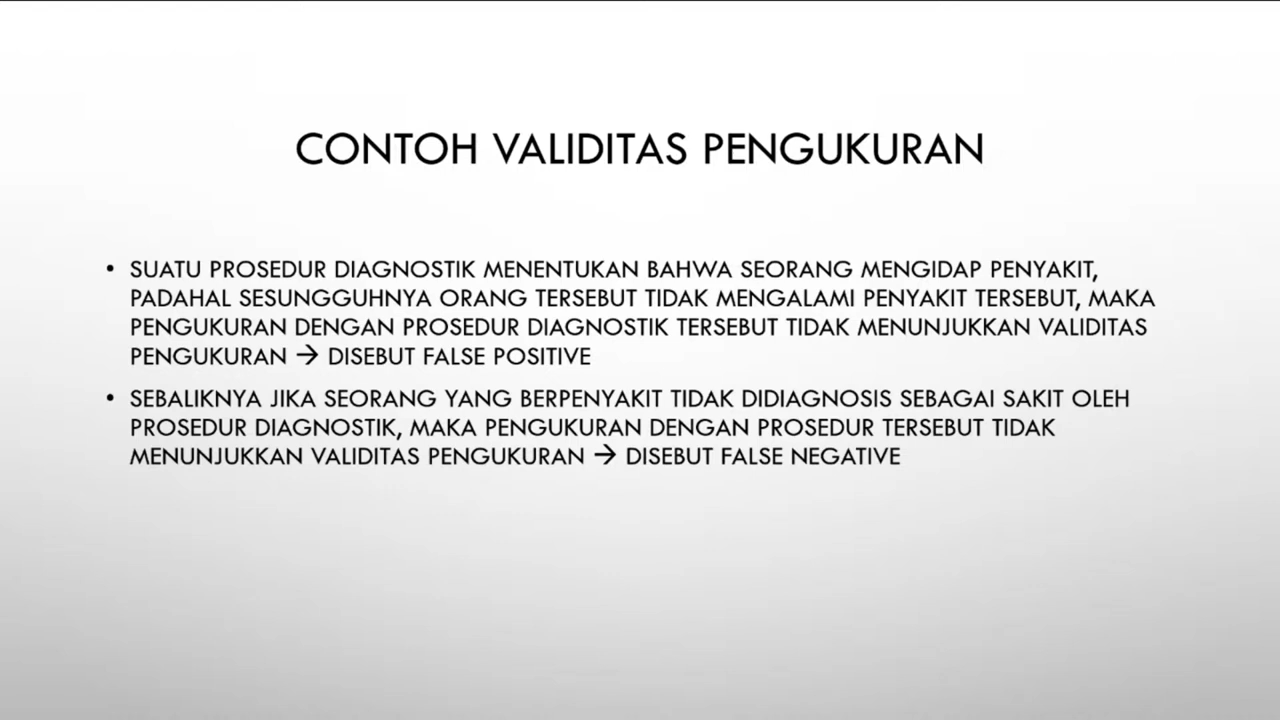 CONTOH VALIDITAS PENGUKURAN
• SUATU PROSEDUR DIAGNOSTIK MENENTUKAN BAHWA SEORANG MENGIDAP PENYAKIT,
PADAHAL SESUNGGUHNYA ORANG TERSEBUT TIDAK MENGALAMI PENYAKIT TERSEBUT, MAKA
PENGUKURAN DENGAN PROSEDUR DIAGNOSTIK TERSEBUT TIDAK MENUNJUKKAN VALIDITAS
PENGUKURAN → DISEBUT FALSE POSITIVE
• SEBALIKNYA JIKA SEORANG YANG BERPENYAKIT TIDAK DIDIAGNOSIS SEBAGAI SAKIT OLEH
PROSEDUR DIAGNOSTIK, MAKA PENGUKURAN DENGAN PROSEDUR TERSEBUT TIDAK
MENUNJUKKAN VALIDITAS PENGUKURAN → DISEBUT FALSE NEGATIVE